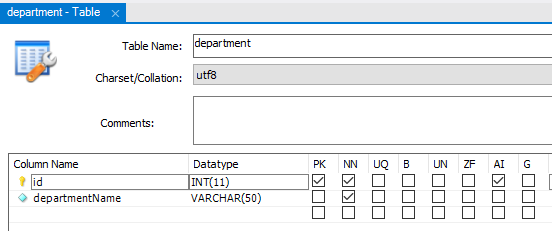 department - Table
Table Name: department
Charset/Collation: utf8
Comments:
Column Name Datatype PK NN UQ B UN ZF AI G
id INT(11)
departmentName VARCHAR(50)